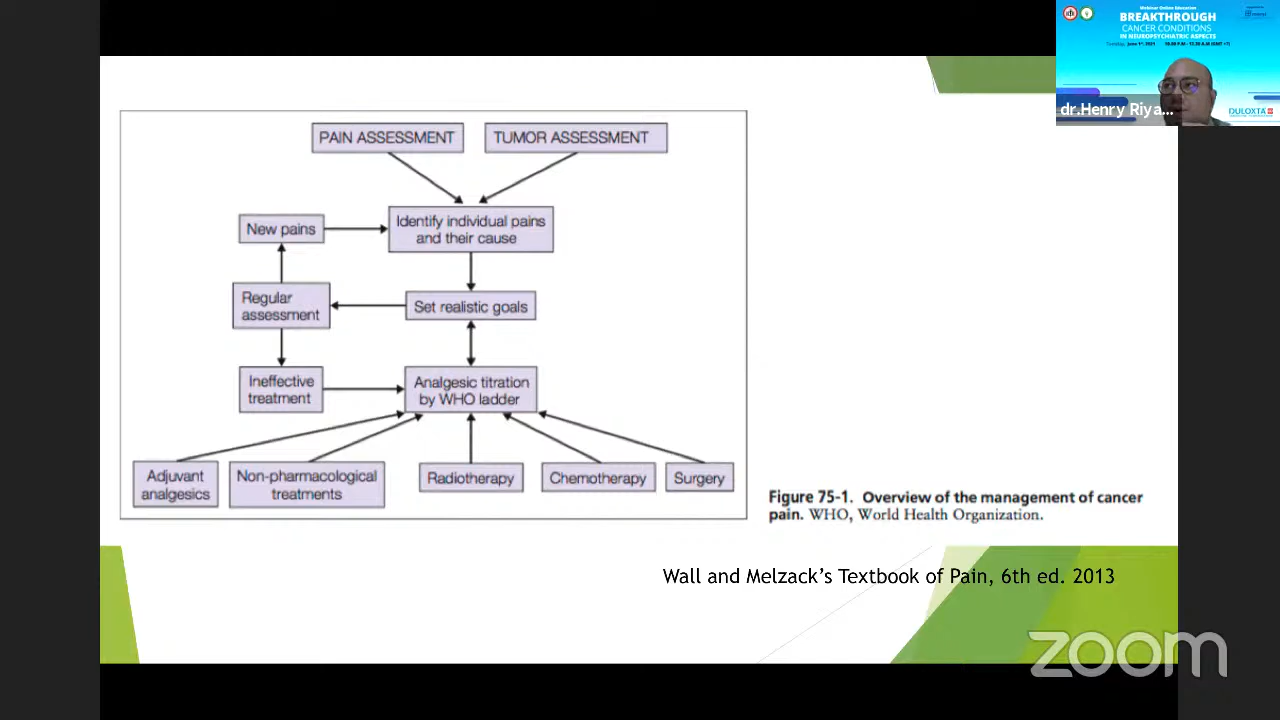 Webinar Online Education
BREAKTHROUGH
CANCER CONDITIONS
IN NEUROPSYCHIATRIC ASPECTS
dr.Henry Riya...
DULOXTA
PAIN ASSESSMENT
TUMOR ASSESSMENT
New pains
Identify individual pains
and their cause
Regular
assessment
Set realistic goals
Ineffective
treatment
Analgesic titration
by WHO ladder
Adjuvant
analgesics
Non-pharmacological
treatments
Radiotherapy
Chemotherapy
Surgery
Figure 75-1. Overview of the management of cancer
pain. WHO, World Health Organization.
Wall and Melzack’s Textbook of Pain, 6th ed. 2013
zoom